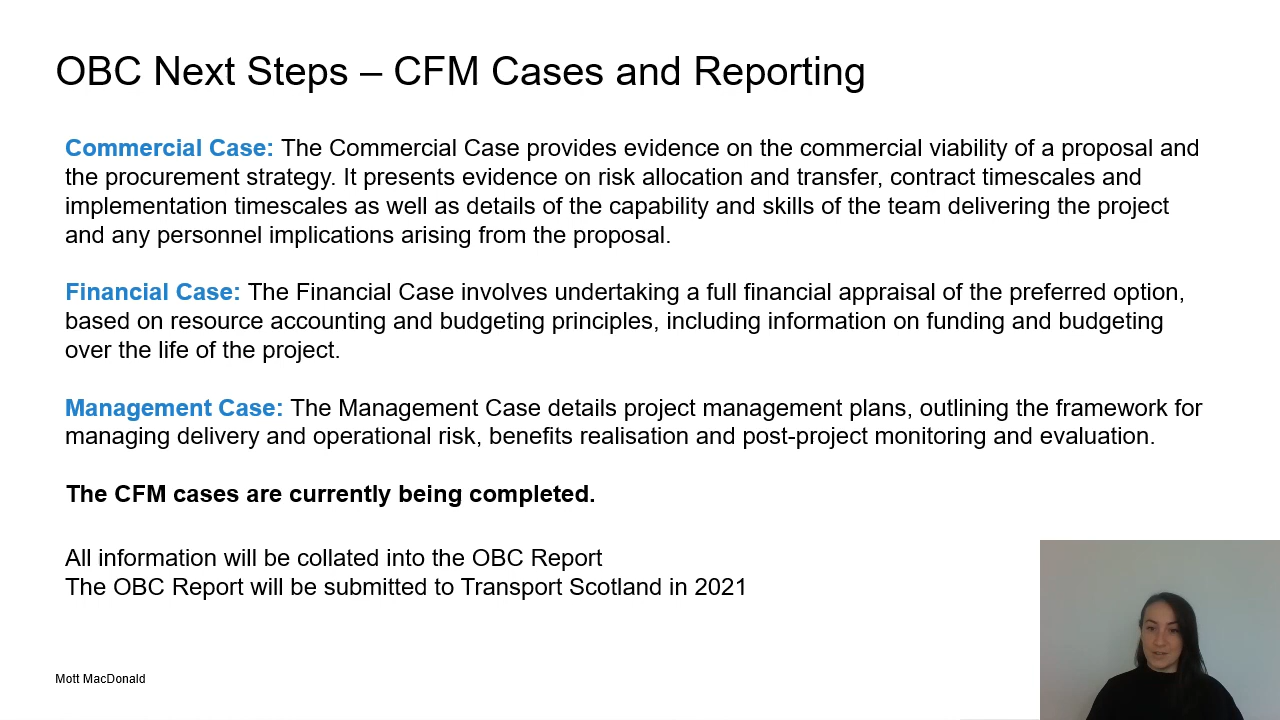 OBC Next Steps – CFM Cases and Reporting
Commercial Case: The Commercial Case provides evidence on the commercial viability of a proposal and
the procurement strategy. It presents evidence on risk allocation and transfer, contract timescales and
implementation timescales as well as details of the capability and skills of the team delivering the project
and any personnel implications arising from the proposal.
Financial Case: The Financial Case involves undertaking a full financial appraisal of the preferred option,
based on resource accounting and budgeting principles, including information on funding and budgeting
over the life of the project.
Management Case: The Management Case details project management plans, outlining the framework for
managing delivery and operational risk, benefits realisation and post-project monitoring and evaluation.
The CFM cases are currently being completed.
All information will be collated into the OBC Report
The OBC Report will be submitted to Transport Scotland in 2021
Mott MacDonald